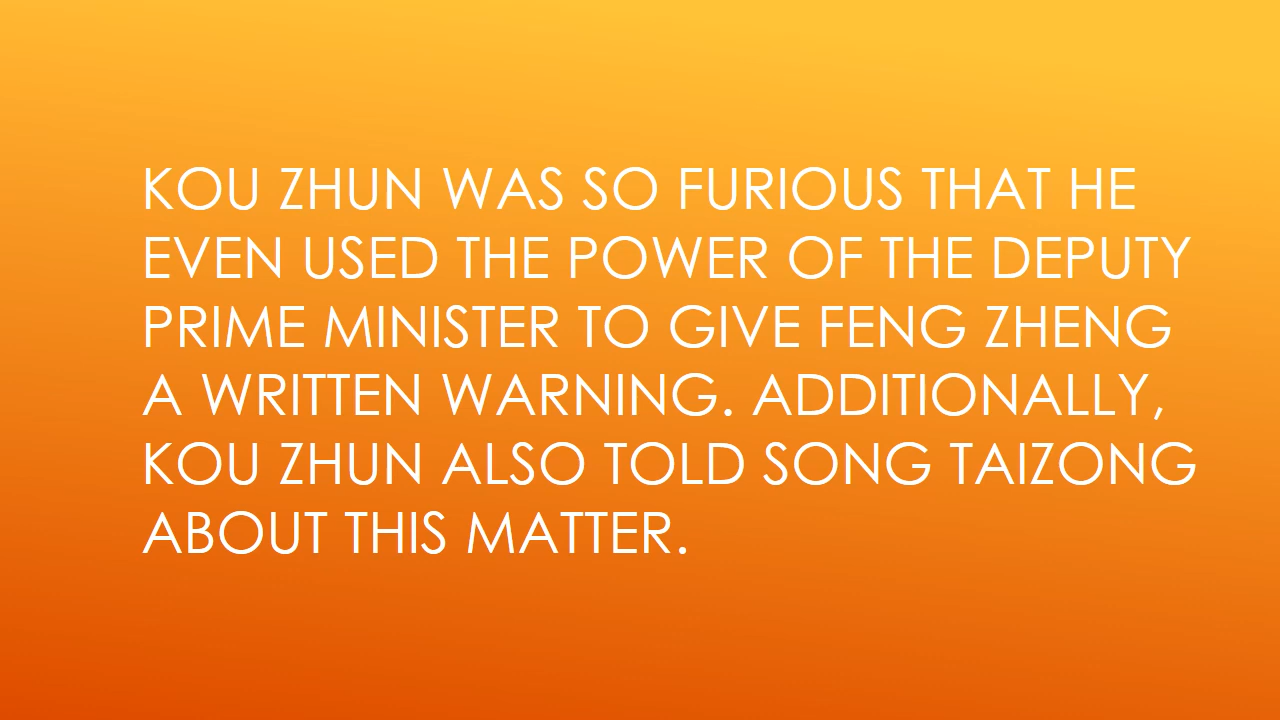 KOU ZHUN WAS SO FURIOUS THAT HE
EVEN USED THE POWER OF THE DEPUTY
PRIME MINISTER TO GIVE FENG ZHENG
A WRITTEN WARNING. ADDITIONALLY,
KOU ZHUN ALSO TOLD SONG TAIZONG
ABOUT THIS MATTER.